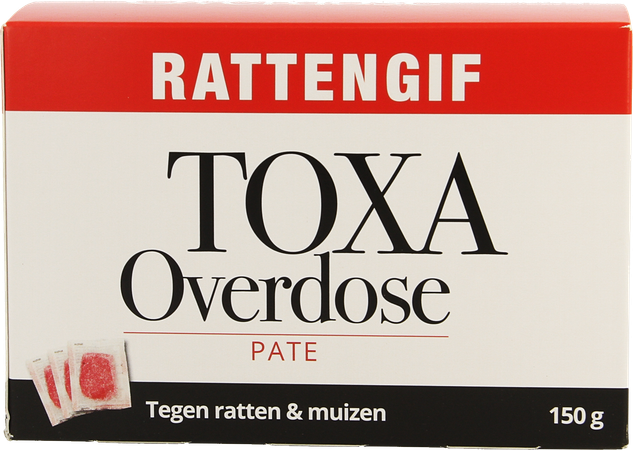 RATTENGIF
TOXA
Overdose
PATE
Tegen ratten & muizen
150 g